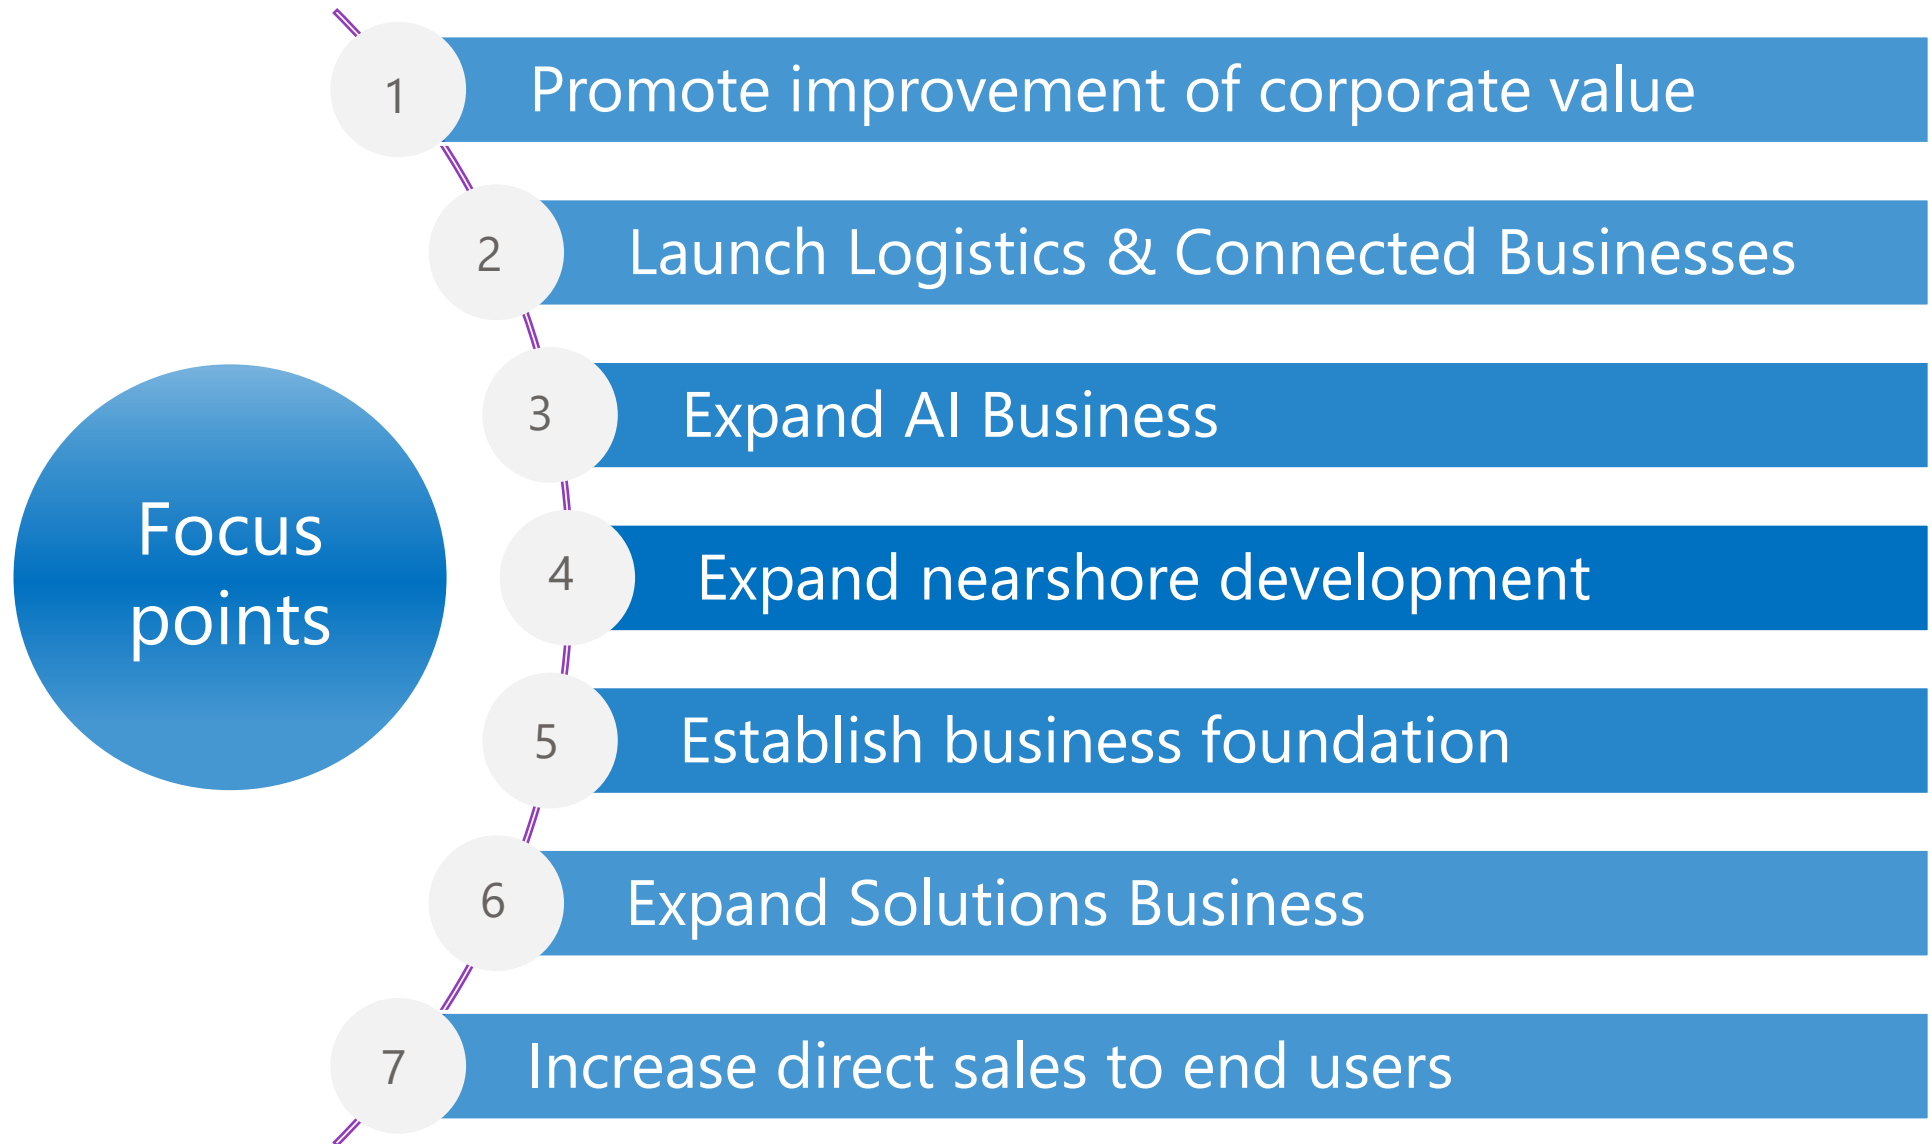 Focus
points
1
Promote improvement of corporate value
2
Launch Logistics & Connected Businesses
3
Expand AI Business
4
Expand nearshore development
5
Establish business foundation
6
Expand Solutions Business
7
Increase direct sales to end users